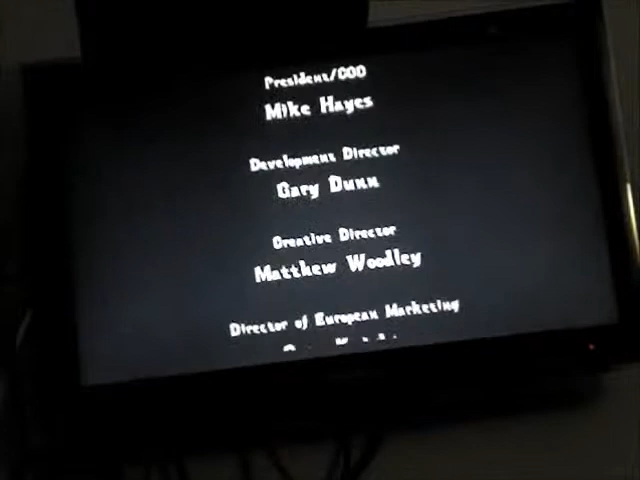 President/COO
Mike Hayes
Development Director
Gary Dunn
Creative Director
Matthew Woodley
Director of European Marketing